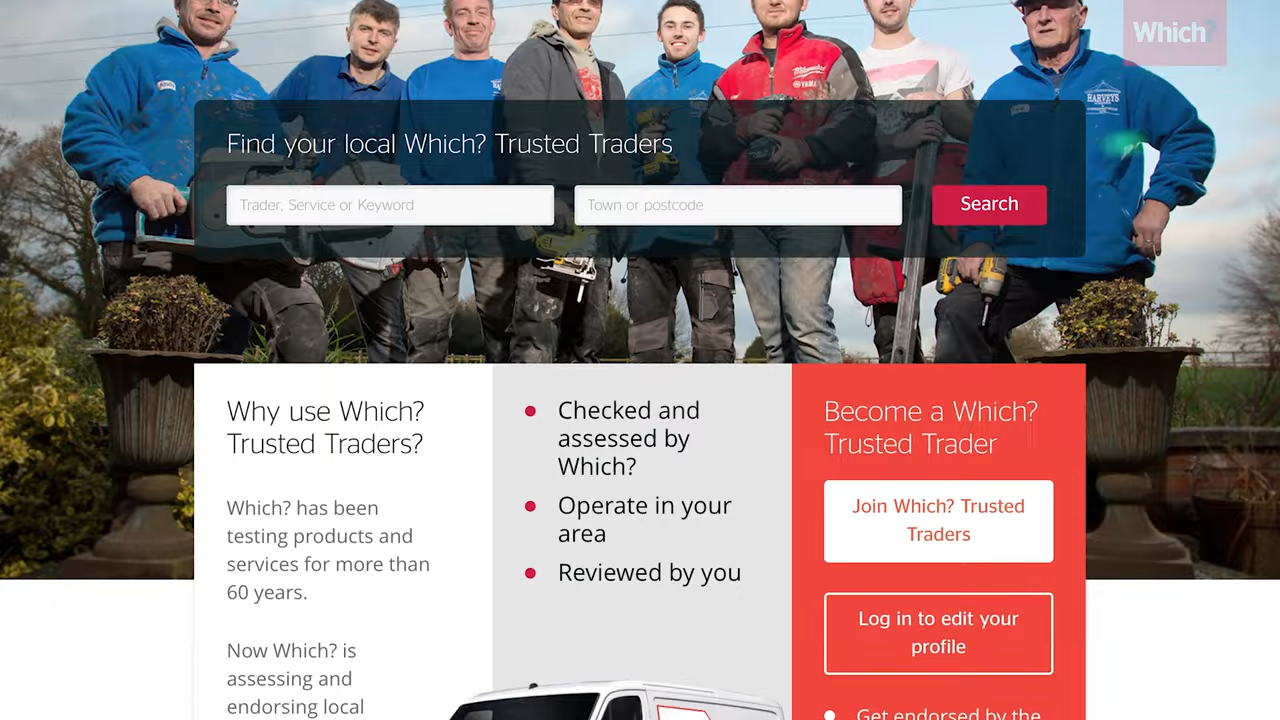 Which?
Milwaukee
YAMA
HARVEYS
Find your local Which? Trusted Traders
Trader, Service or Keyword
Town or postcode
Search
Why use Which?
Trusted Traders?
Which? has been
testing products and
services for more than
60 years.
Now Which? is
assessing and
endorsing local
Checked and
assessed by
Which?
Operate in your
area
Reviewed by you
Become a Which?
Trusted Trader
Join Which? Trusted
Traders
Log in to edit your
profile
Get endorsed by the